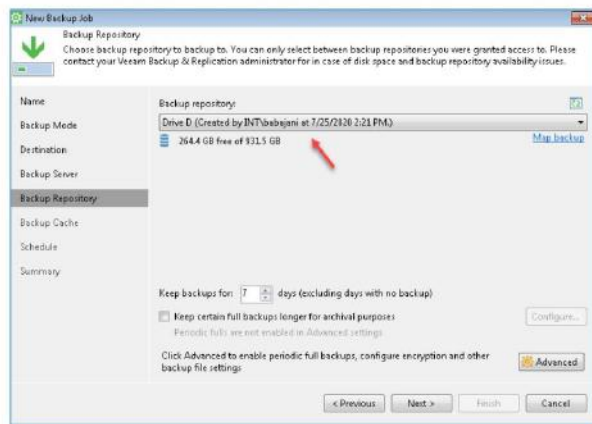 New Backup Job
Backup Repository
Choose backup repository to backup to. You can only select between backup repositories you were granted access to. Please
contact your Veeam Backup & Replication administrator for in case of disk space and backup repository availability issues.
Name
Backup Mode
Destination
Backup Server
Backup Repository
Backup Cache
Schedule
Summary
Backup repository:
Drive D (Created by INT\babajani at 7/25/2020 2:21 PM.)
264.4 GB free of 931.5 GB
Map backup
Keep backups for: 7 days (excluding days with no backup)
Keep certain full backups longer for archival purposes
Configure...
Periodic fulls are not enabled in Advanced settings
Click Advanced to enable periodic full backups, configure encryption and other
backup file settings
Advanced
< Previous
Next >
Finish
Cancel